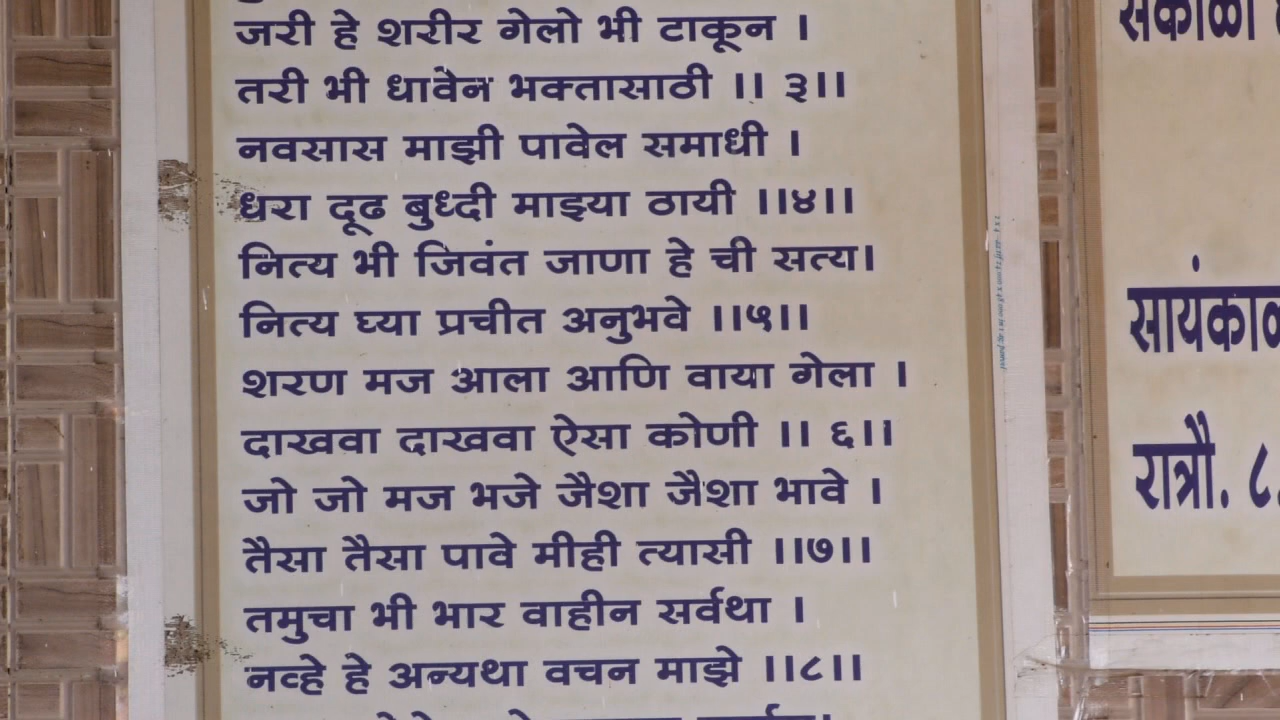 जरी हे शरीर गेलो भी टाकून ।
तरी भी धावेन भक्तासाठी ।। ३।।
नवसास माझी पावेल समाधी ।
धरा दूढ बुध्दी माझ्या ठायी ।।४।।
नित्य भी जिवंत जाणा हे ची सत्य।
नित्य घ्या प्रचीत अनुभवे ।।५।।
शरण मज आला आणि वाया गेला ।
दाखवा दाखवा ऐसा कोणी ।। ६।।
जो जो मज भजे जैशा जैशा भावे ।
तैसा तैसा पावे मीही त्यासी ।।७।।
तमुचा भी भार वाहीन सर्वथा ।
नव्हे हे अन्यथा वचन माझे ।।८।।
सकाळी
सायंकाळ
रात्रौ. ८.